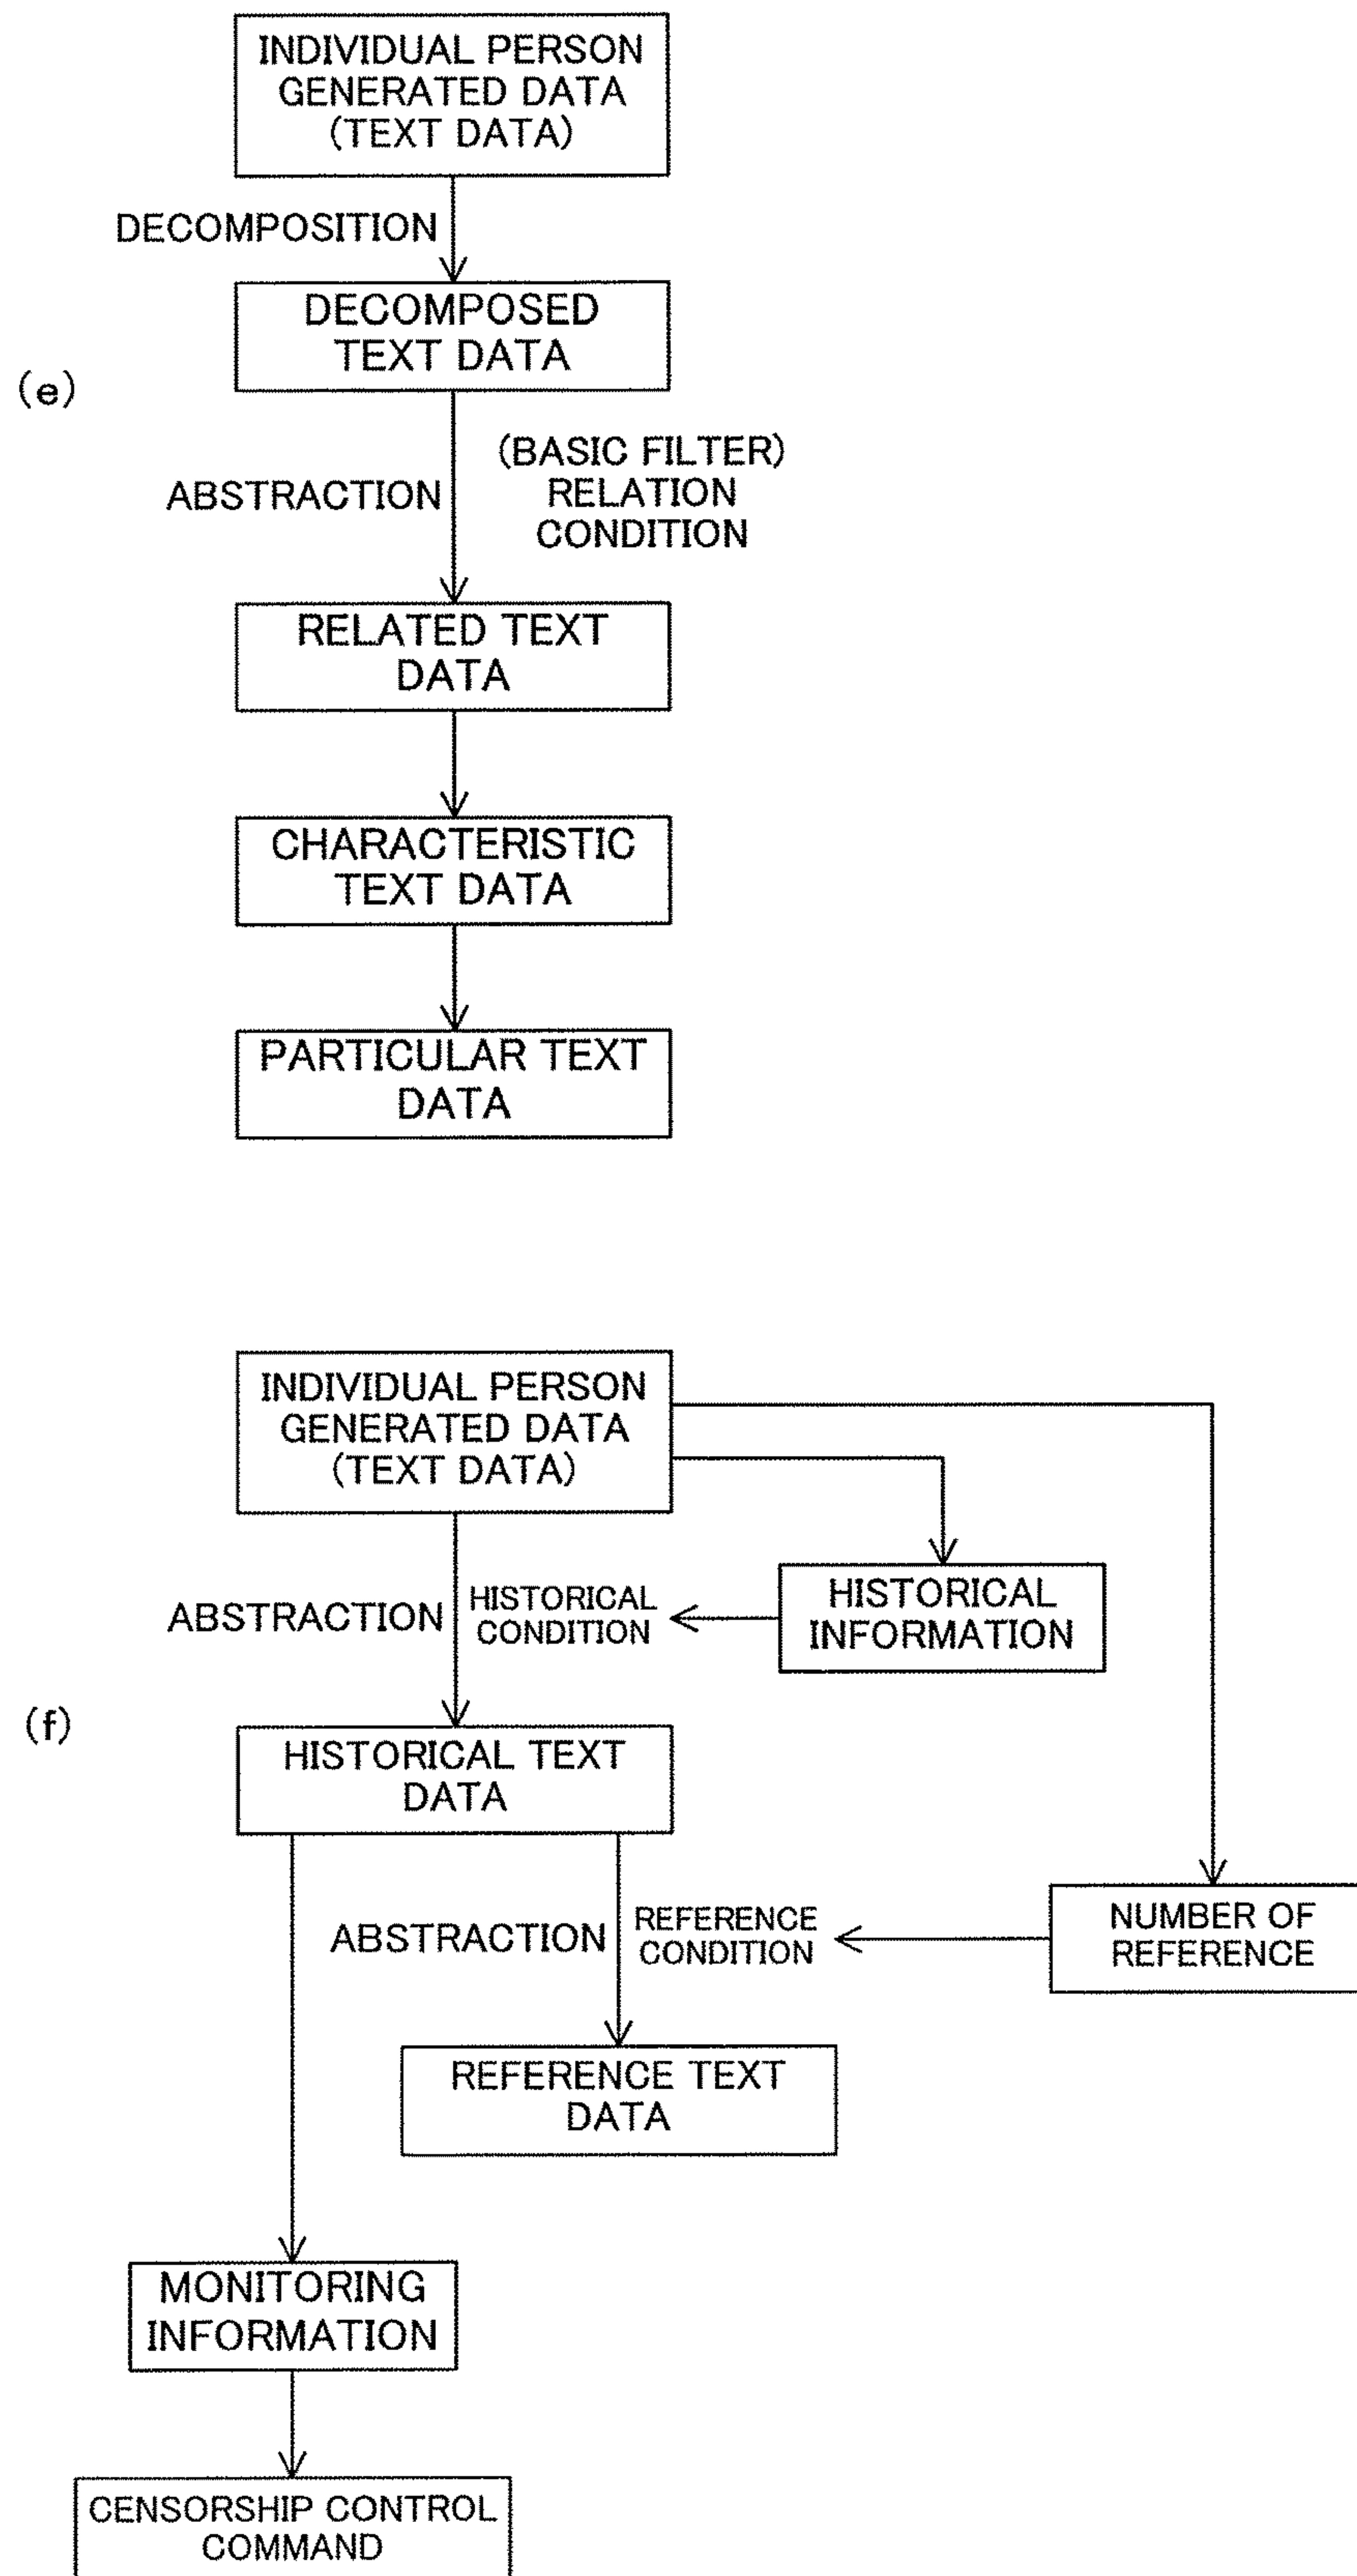 INDIVIDUAL PERSON
GENERATED DATA
(TEXT DATA)
DECOMPOSITION
DECOMPOSED
TEXT DATA
(e)
ABSTRACTION
(BASIC FILTER)
RELATION
CONDITION
RELATED TEXT
DATA
CHARACTERISTIC
TEXT DATA
PARTICULAR TEXT
DATA
INDIVIDUAL PERSON
GENERATED DATA
(TEXT DATA)
ABSTRACTION
HISTORICAL
CONDITION
HISTORICAL
INFORMATION
(f)
HISTORICAL TEXT
DATA
ABSTRACTION
REFERENCE
CONDITION
NUMBER OF
REFERENCE
REFERENCE TEXT
DATA
MONITORING
INFORMATION
CENSORSHIP CONTROL
COMMAND